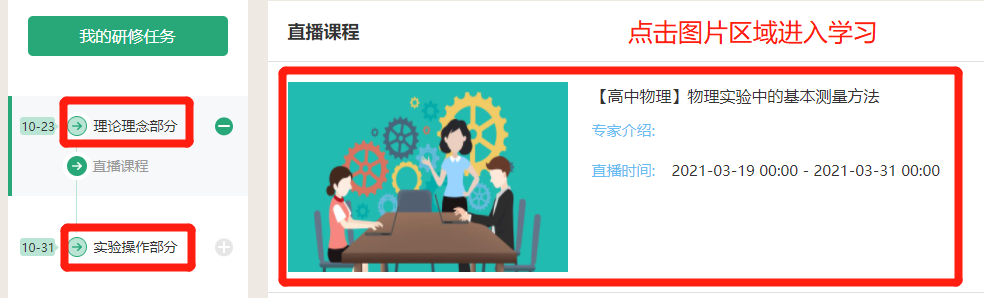 我的研修任务
10-23
理论理念部分
直播课程
10-31
实验操作部分
直播课程
点击图片区域进入学习
【高中物理】物理实验中的基本测量方法
专家介绍:
直播时间: 2021-03-19 00:00 - 2021-03-31 00:00